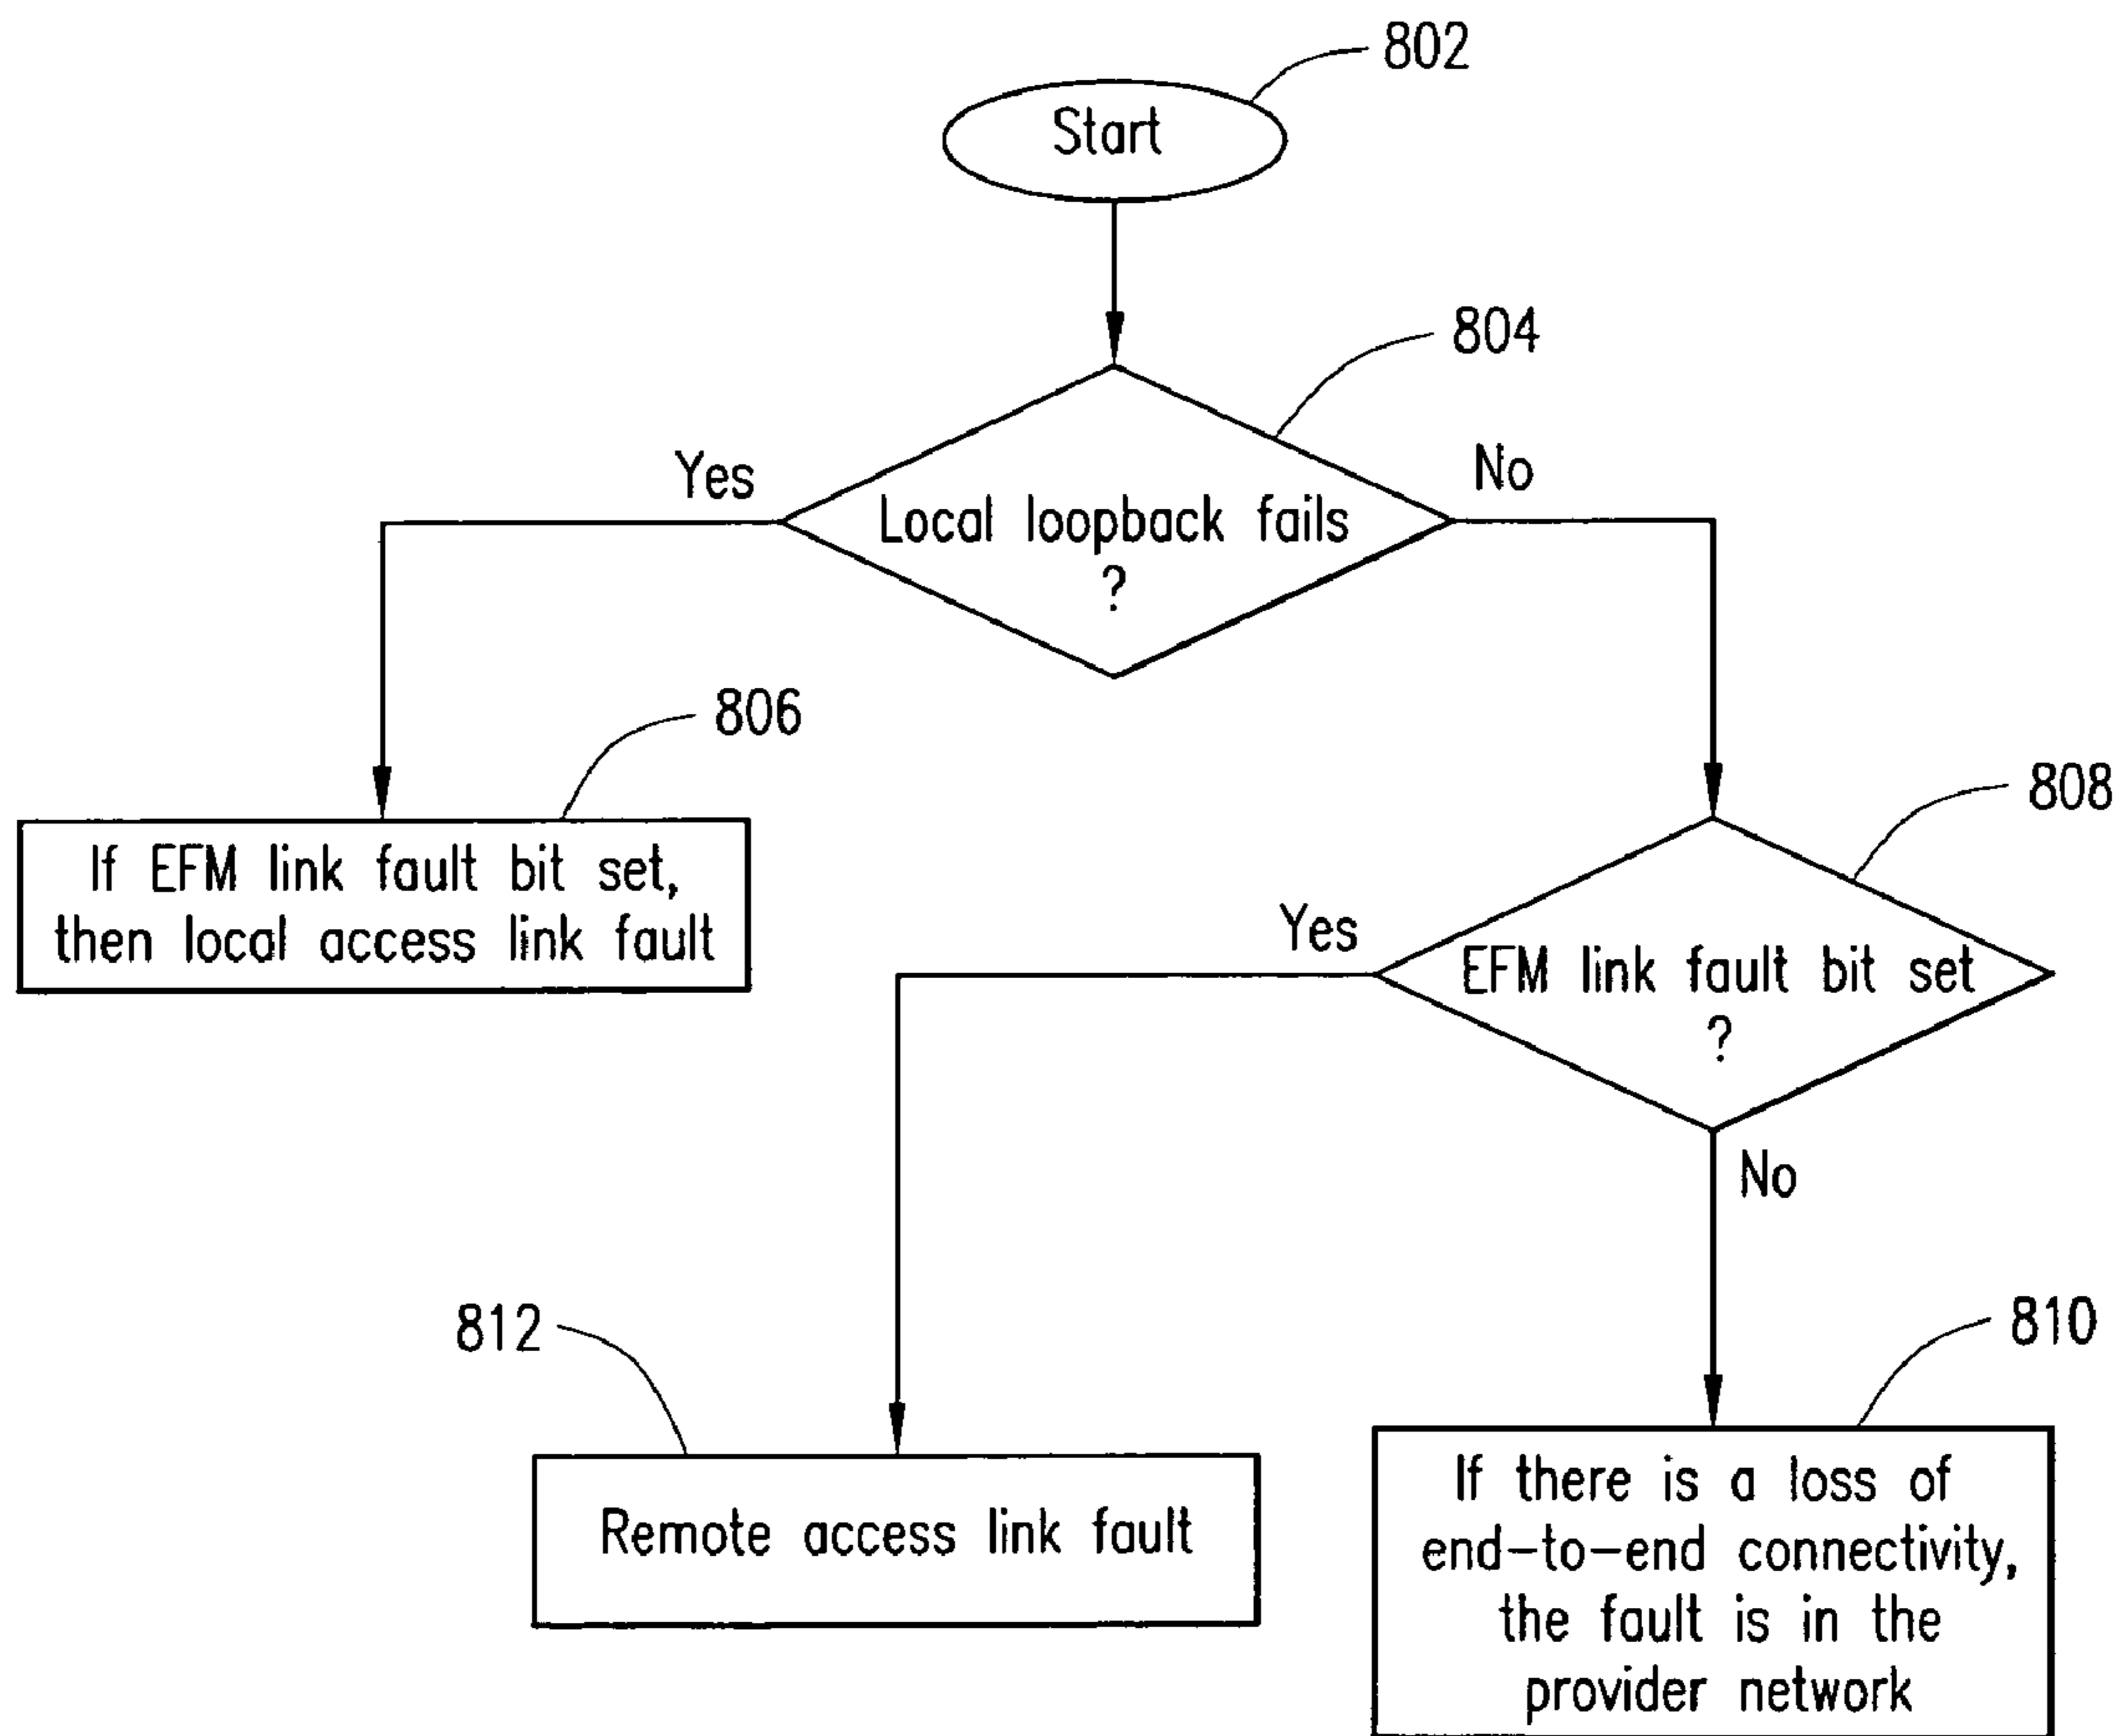 802
Start
804
Yes
No
Local loopback fails
?
806
808
If EFM link fault bit set,
then local access link fault
Yes
EFM link fault bit set
?
No
812
810
Remote access link fault
If there is a loss of
end-to-end connectivity,
the fault is in the
provider network